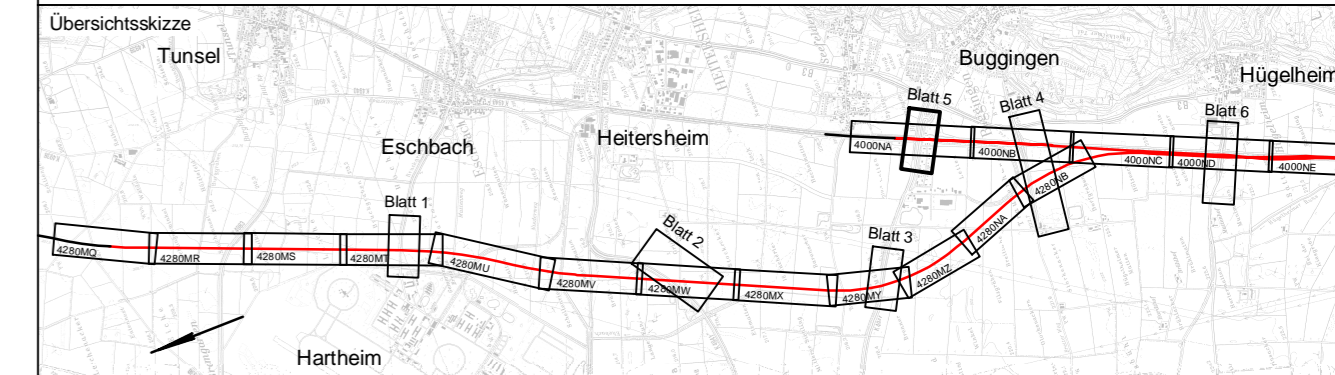 Übersichtsskizze
Tunsel
Buggingen
Hügelheim
HEITERSHEIM
Blatt 5
Blatt 4
Blatt 6
Eschbach
Heitersheim
4000NA
4000NB
4000NC
4000ND
4000NE
Blatt 1
Blatt 2
Blatt 3
4280NB
4280NA
4280MQ
4280MR
4280MS
4280MT
4280MU
4280MV
4280MW
4280MX
4280MY
4280MZ
Hartheim